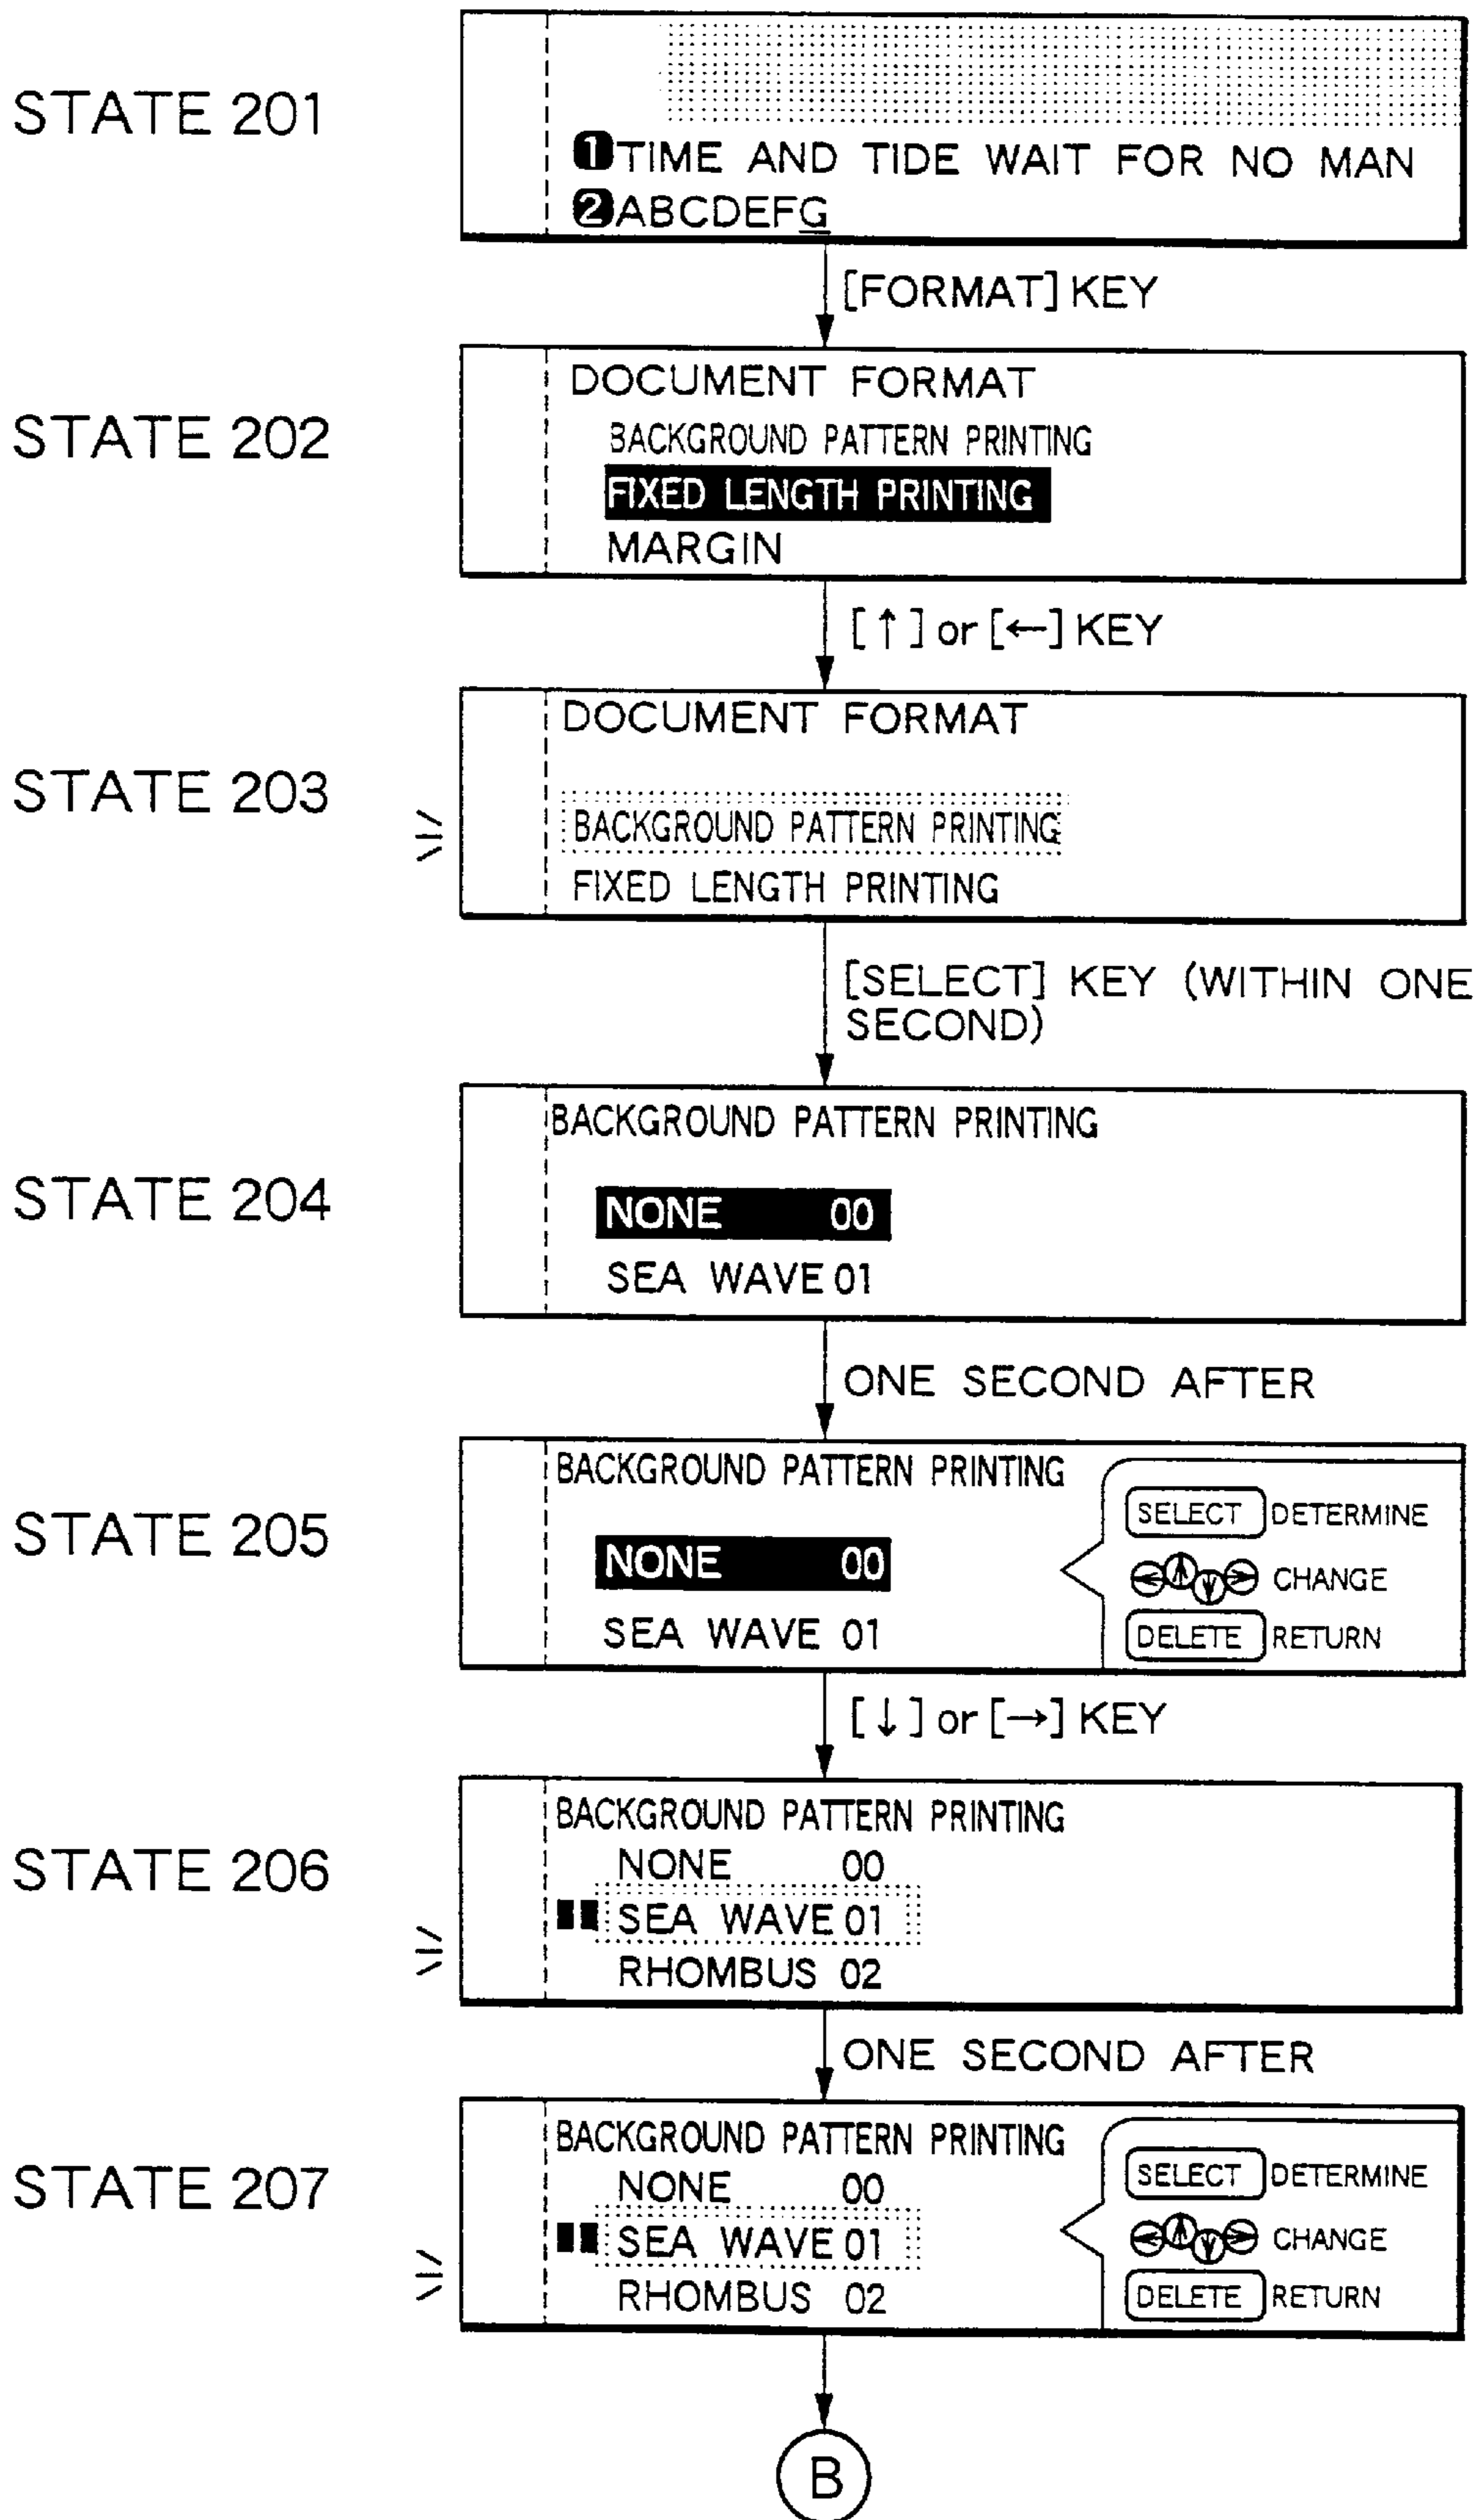 STATE 201
❶TIME AND TIDE WAIT FOR NO MAN
❷ABCDEFG
[FORMAT] KEY
STATE 202
DOCUMENT FORMAT
BACKGROUND PATTERN PRINTING
FIXED LENGTH PRINTING
MARGIN
[↑] or [←] KEY
STATE 203
DOCUMENT FORMAT
BACKGROUND PATTERN PRINTING
FIXED LENGTH PRINTING
[SELECT] KEY (WITHIN ONE
SECOND)
STATE 204
BACKGROUND PATTERN PRINTING
NONE 00
SEA WAVE 01
ONE SECOND AFTER
STATE 205
BACKGROUND PATTERN PRINTING
NONE 00
SEA WAVE 01
SELECT DETERMINE
←↑↓→ CHANGE
DELETE RETURN
[↓] or [→] KEY
STATE 206
BACKGROUND PATTERN PRINTING
NONE 00
SEA WAVE 01
RHOMBUS 02
ONE SECOND AFTER
STATE 207
BACKGROUND PATTERN PRINTING
NONE 00
SEA WAVE 01
RHOMBUS 02
SELECT DETERMINE
←↑↓→ CHANGE
DELETE RETURN
B